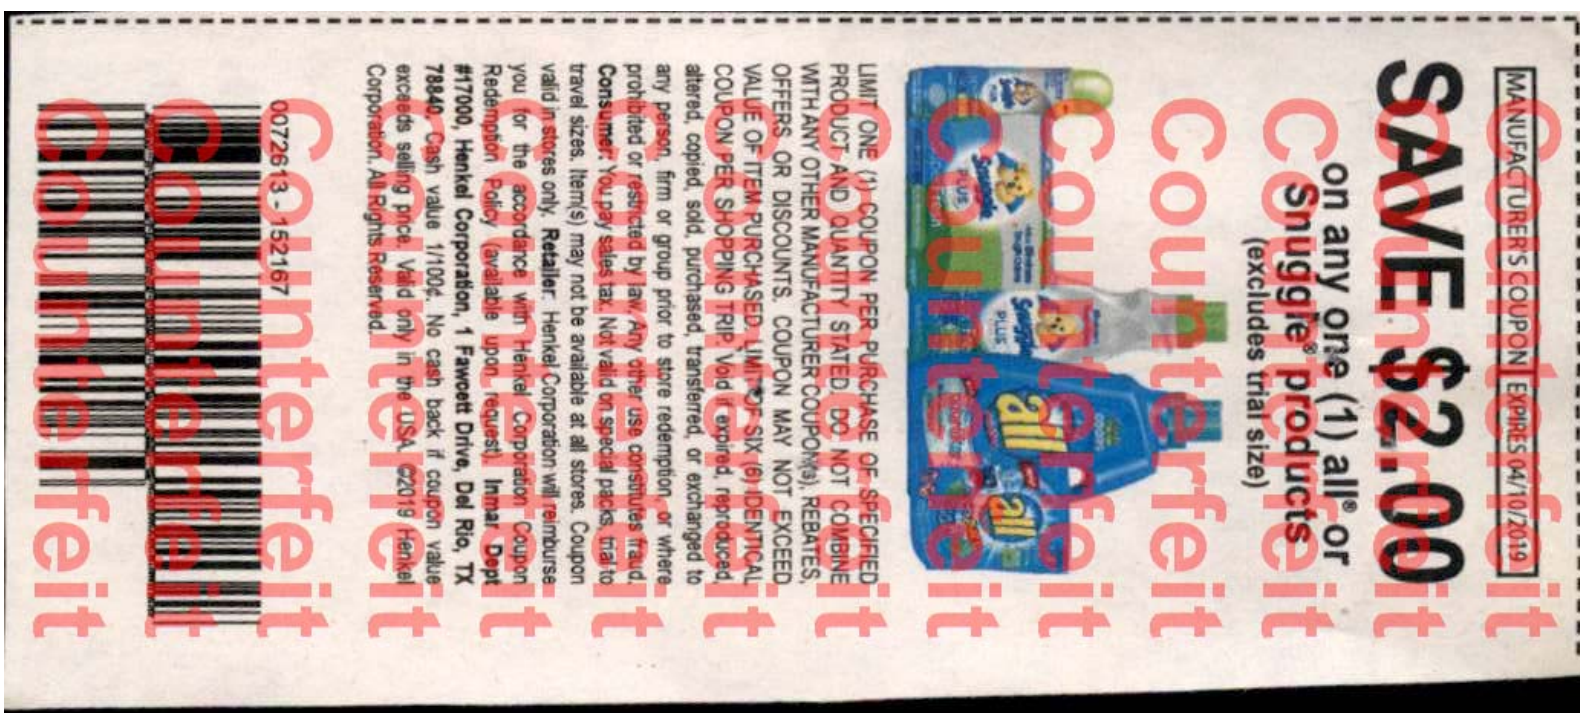 MANUFACTURER'S COUPON EXPIRES 04/10/2019
SAVE $2.00
on any one (1) all® or
Snuggle® products
(excludes trial size)
Snuggle
PLUS
Snuggle
PLUS
all
all
LIMIT ONE (1) COUPON PER PURCHASE OF SPECIFIED
PRODUCT AND QUANTITY STATED. DO NOT COMBINE
WITH ANY OTHER MANUFACTURER COUPON(s), REBATES,
OFFERS OR DISCOUNTS. COUPON MAY NOT EXCEED
VALUE OF ITEM PURCHASED. LIMIT OF SIX (6) IDENTICAL
COUPON PER SHOPPING TRIP. Void if expired, reproduced,
altered, copied, sold, purchased, transferred, or exchanged to
any person, firm or group prior to store redemption, or where
prohibited or restricted by law. Any other use constitutes fraud.
Consumer: You pay sales tax. Not valid on special packs, trial to
travel sizes. Item(s) may not be available at all stores. Coupon
valid in stores only. Retailer: Henkel Corporation will reimburse
you for the accordance with Henkel Corporation Coupon
Redemption Policy (available upon request). Inmar Dept
#17000, Henkel Corporation, 1 Fawcett Drive, Del Rio, TX
78840. Cash value 1/100¢. No cash back if coupon value
exceeds selling price. Valid only in the USA. ©2019 Henkel
Corporation. All Rights Reserved.
0072613 - 152167
Counterfeit
Counterfeit
Counterfeit
Counterfeit
Counterfeit
Counterfeit
Counterfeit
Counterfeit
Counterfeit
Counterfeit
Counterfeit
Counterfeit
Counterfeit
Counterfeit